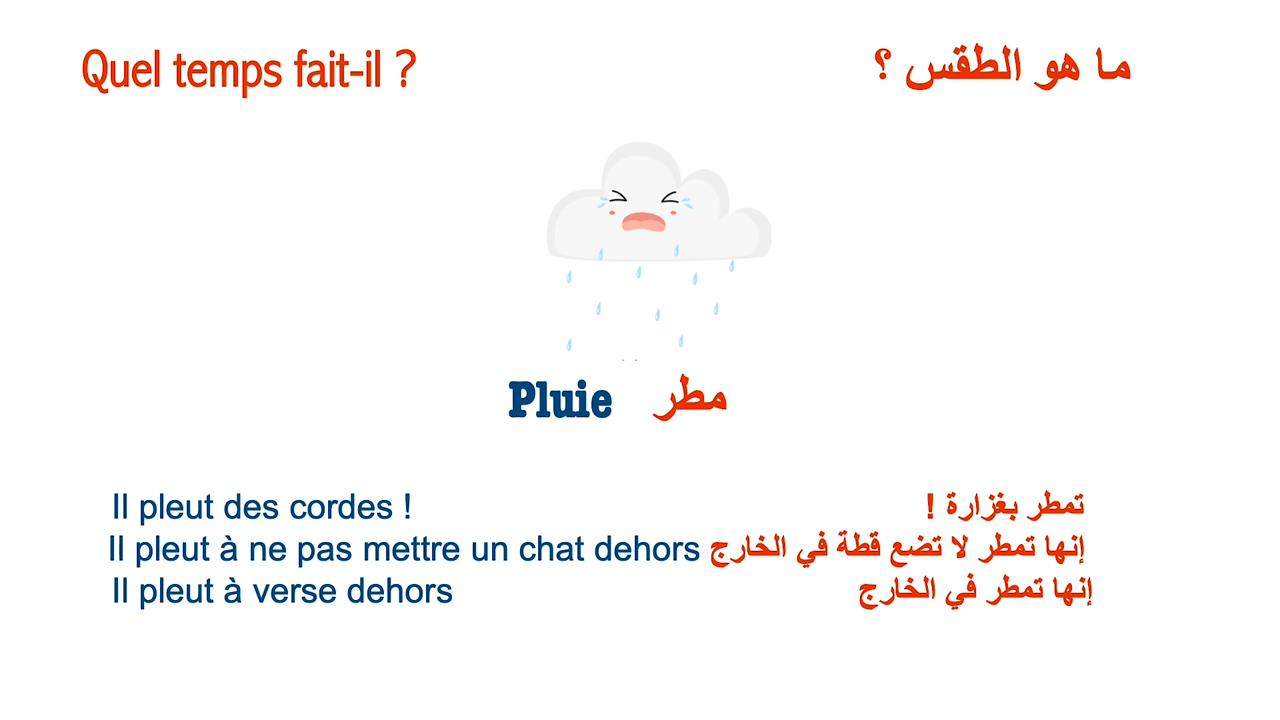 Quel temps fait-il ? ما هو الطقس ؟
Pluie مطر
Il pleut des cordes ! تمطر بغزارة !
Il pleut à ne pas mettre un chat dehors إنها تمطر لا تضع قطة في الخارج
Il pleut à verse dehors إنها تمطر في الخارج